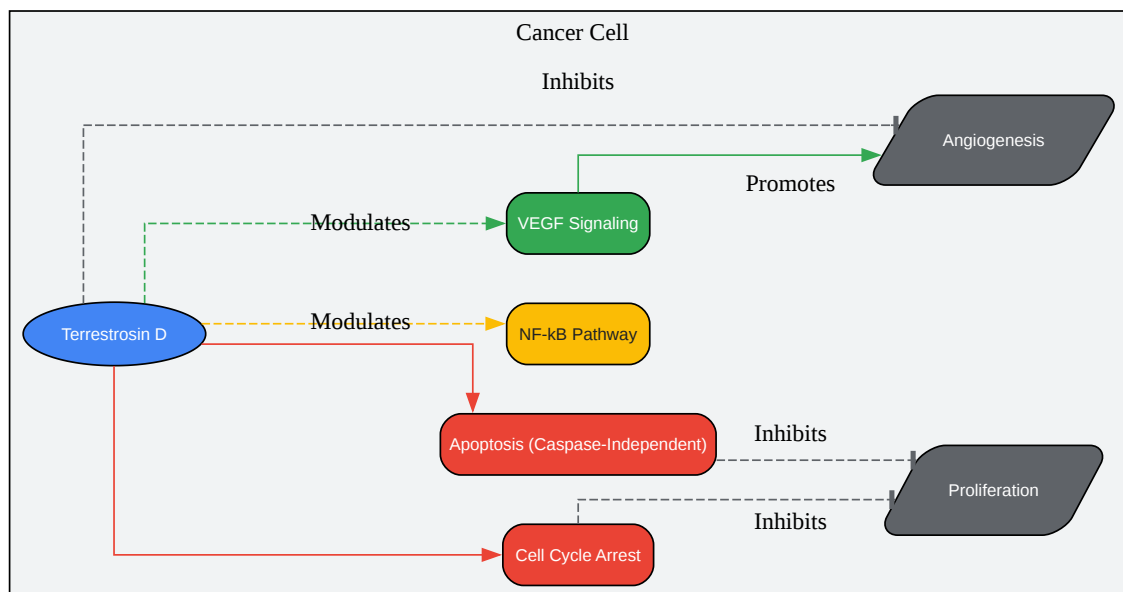 Cancer Cell
Inhibits
Angiogenesis
Promotes
Modulates
VEGF Signaling
Modulates
NF-kB Pathway
Terrestrosin D
Apoptosis (Caspase-Independent)
Inhibits
Proliferation
Inhibits
Cell Cycle Arrest